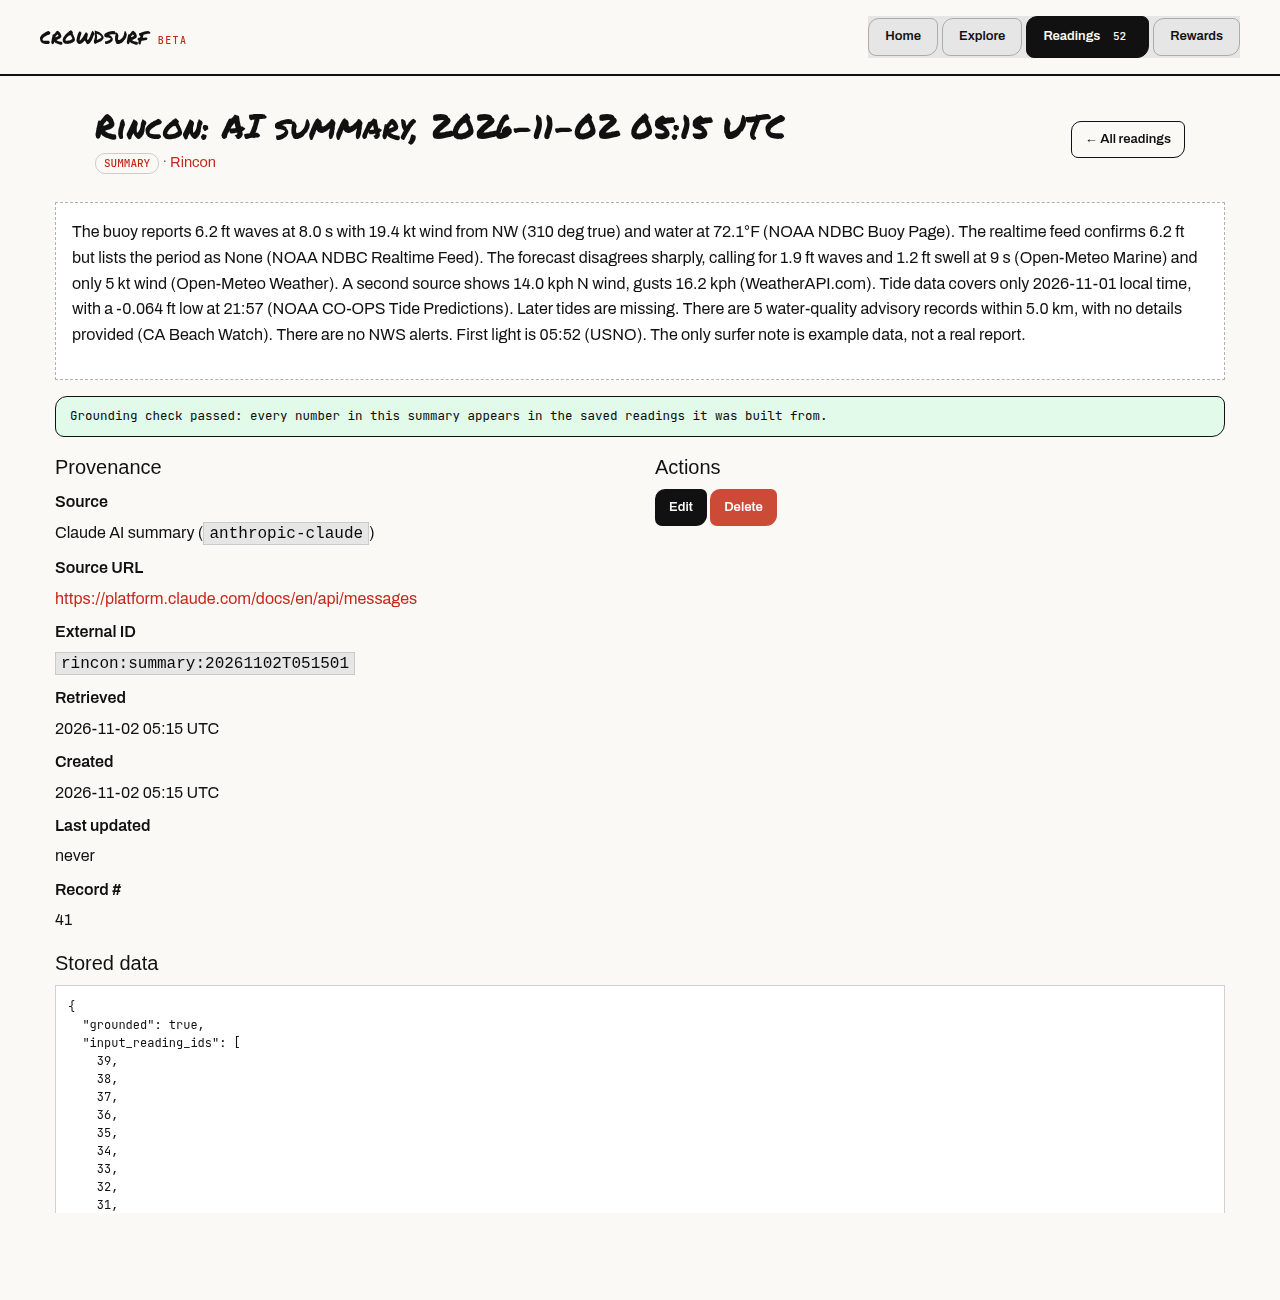 CROWDSURF BETA
Home
Explore
Readings 52
Rewards
Rincon: AI summary, 2026-11-02 05:15 UTC
← All readings
SUMMARY · Rincon
The buoy reports 6.2 ft waves at 8.0 s with 19.4 kt wind from NW (310 deg true) and water at 72.1°F (NOAA NDBC Buoy Page). The realtime feed confirms 6.2 ft
but lists the period as None (NOAA NDBC Realtime Feed). The forecast disagrees sharply, calling for 1.9 ft waves and 1.2 ft swell at 9 s (Open-Meteo Marine) and
only 5 kt wind (Open-Meteo Weather). A second source shows 14.0 kph N wind, gusts 16.2 kph (WeatherAPI.com). Tide data covers only 2026-11-01 local time,
with a -0.064 ft low at 21:57 (NOAA CO-OPS Tide Predictions). Later tides are missing. There are 5 water-quality advisory records within 5.0 km, with no details
provided (CA Beach Watch). There are no NWS alerts. First light is 05:52 (USNO). The only surfer note is example data, not a real report.
Grounding check passed: every number in this summary appears in the saved readings it was built from.
Provenance
Source
Claude AI summary (anthropic-claude)
Source URL
https://platform.claude.com/docs/en/api/messages
External ID
rincon:summary:20261102T051501
Retrieved
2026-11-02 05:15 UTC
Created
2026-11-02 05:15 UTC
Last updated
never
Record #
41
Actions
Edit
Delete
Stored data
{
"grounded": true,
"input_reading_ids": [
39,
38,
37,
36,
35,
34,
33,
32,
31,